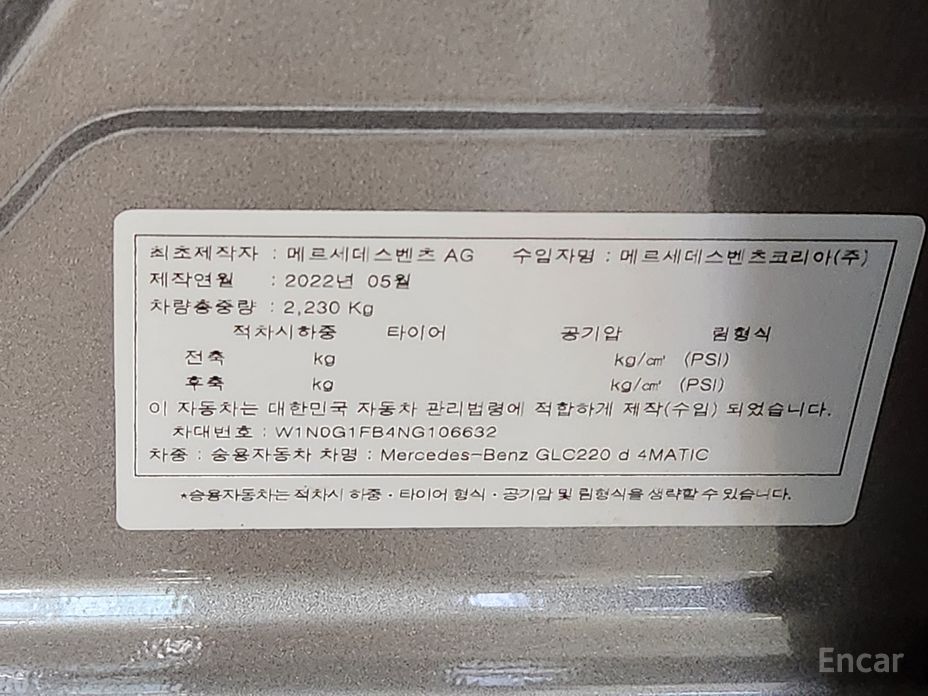 최초제작자 : 메르세데스벤츠 AG 수입자명 : 메르세데스벤츠코리아(주)
제작연월 : 2022년 05월
차량총중량 : 2,230 Kg
적차시하중 타이어 공기압 림형식
전축 kg kg/㎠ (PSI)
후축 kg kg/㎠ (PSI)
이 자동차는 대한민국 자동차 관리법령에 적합하게 제작(수입) 되었습니다.
차대번호 : W1N0G1FB4NG106632
차종 : 승용자동차 차명 : Mercedes-Benz GLC220 d 4MATIC
*승용자동차는 적차시 하중·타이어 형식·공기압 및 림형식을 생략할 수 있습니다.
Encar